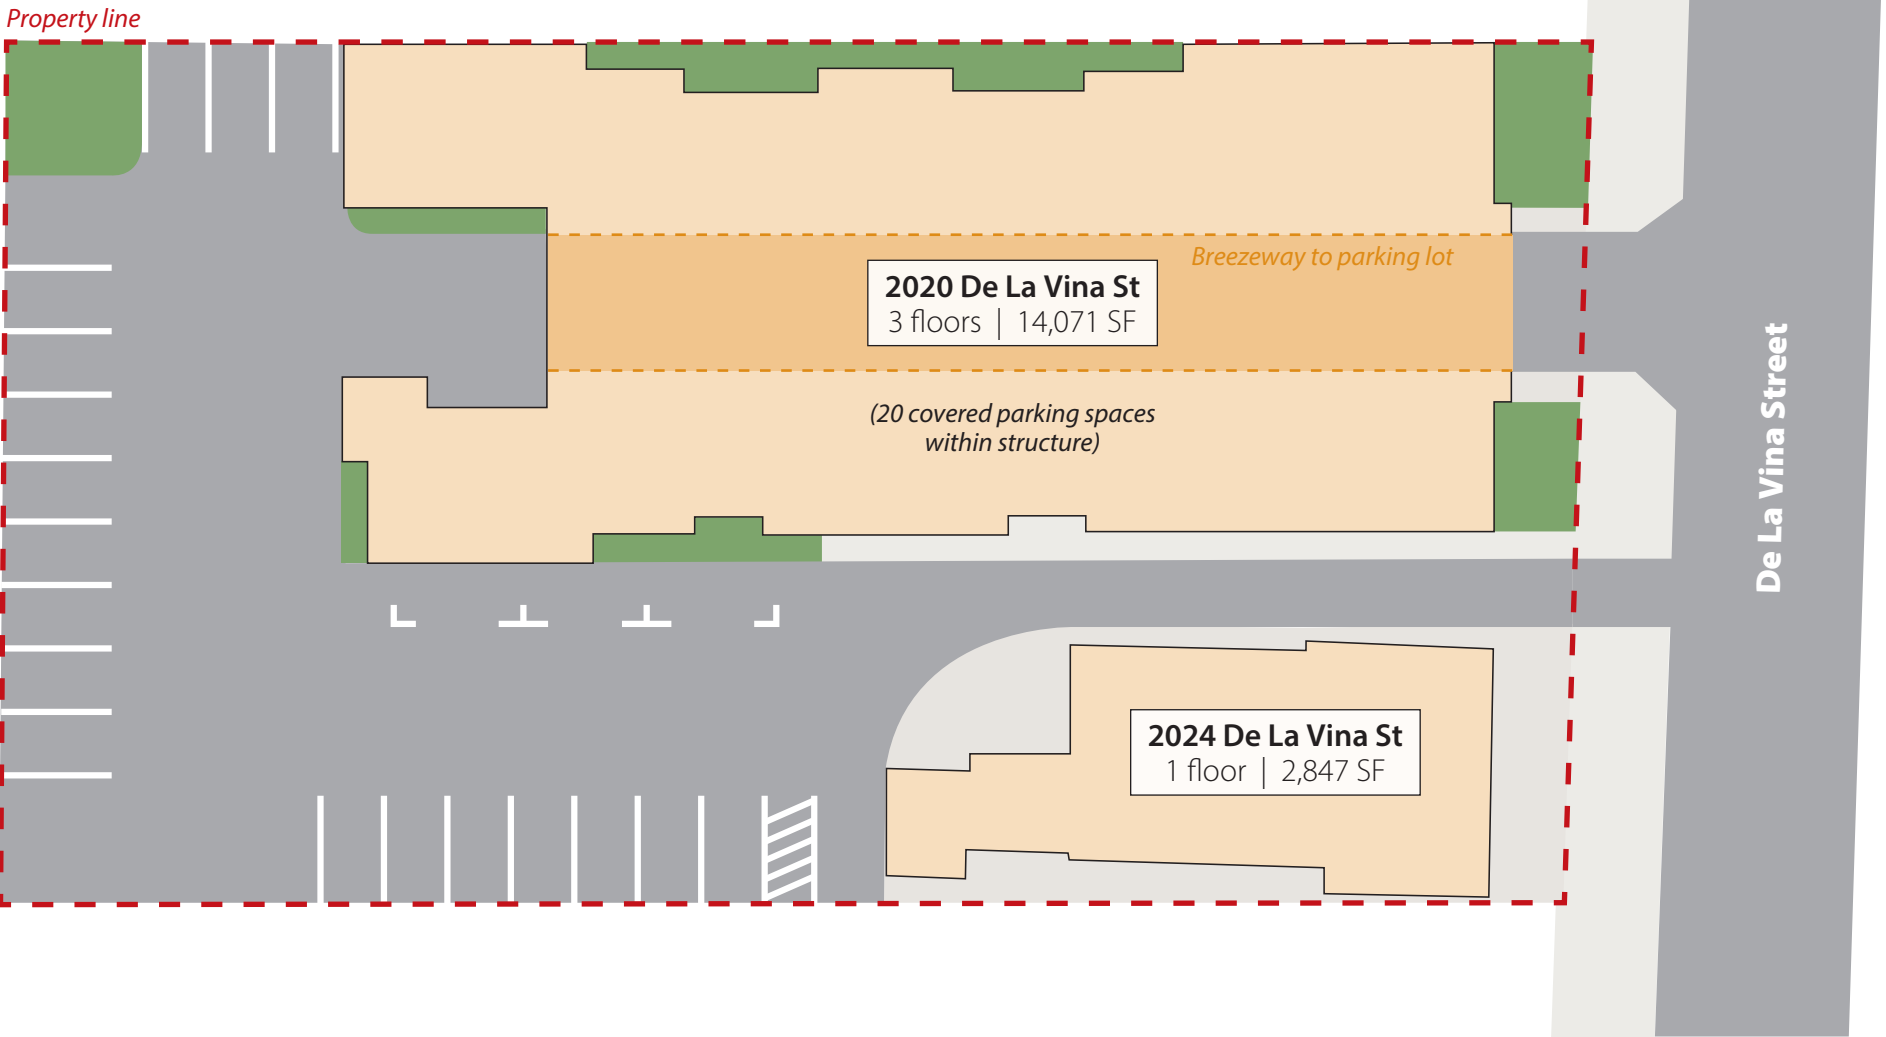 Property line
Breezeway to parking lot
2020 De La Vina St
3 floors | 14,071 SF
(20 covered parking spaces
within structure)
De La Vina Street
2024 De La Vina St
1 floor | 2,847 SF